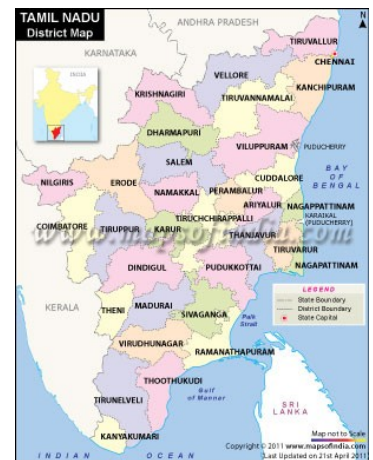 TAMIL NADU
District Map
N
ANDHRA PRADESH
KARNATAKA
INDIA
TIRUVALLUR
CHENNAI
VELLORE
KANCHIPURAM
KRISHNAGIRI
TIRUVANNAMALAI
DHARMAPURI
VILUPPURAM
PUDUCHERRY
SALEM
BAY
OF
BENGAL
CUDDALORE
NILGIRIS
ERODE
NAMAKKAL
PERAMBALUR
ARIYALUR
NAGAPPATTINAM
KARAIKAL
(PUDUCHERRY)
COIMBATORE
TIRUPPUR
KARUR
TIRUCHCHIRAPPALLI
THANJAVUR
www.mapsofindia.com
TIRUVARUR
NAGAPATTINAM
DINDIGUL
PUDUKKOTTAI
LEGEND
State Boundary
District Boundary
State Capital
KERALA
THENI
MADURAI
SIVAGANGA
Palk
Strait
VIRUDHUNAGAR
RAMANATHAPURAM
THOOTHUKUDI
Gulf
of Mannar
TIRUNELVELI
SRI
LANKA
KANYAKUMARI
Map not to Scale
Copyright © 2011 www.mapsofindia.com
(Last Updated on 21st April 2011)
INDIAN OCEAN